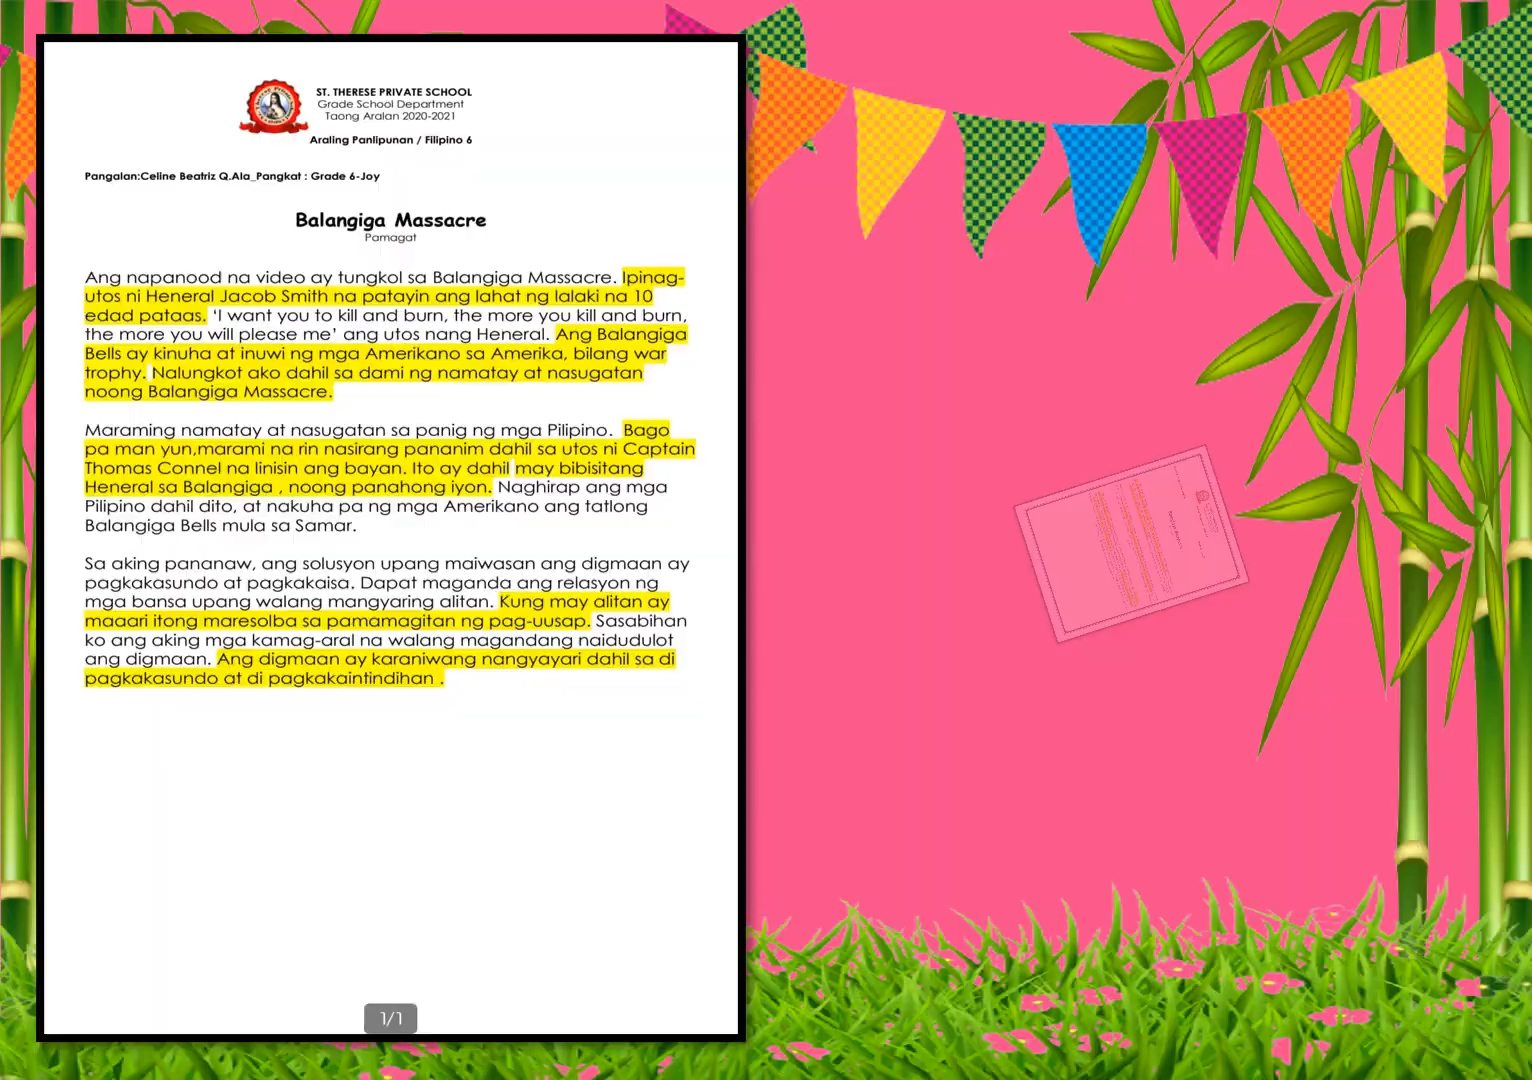 ST. THERESE PRIVATE SCHOOL
Grade School Department
Taong Aralan 2020-2021
Araling Panlipunan / Filipino 6
Pangalan:Celine Beatriz Q.Ala_Pangkat : Grade 6-Joy
Balangiga Massacre
Pamagat
Ang napanood na video ay tungkol sa Balangiga Massacre. Ipinag-
utos ni Heneral Jacob Smith na patayin ang lahat ng lalaki na 10
edad pataas. ‘I want you to kill and burn, the more you kill and burn,
the more you will please me’ ang utos nang Heneral. Ang Balangiga
Bells ay kinuha at inuwi ng mga Amerikano sa Amerika, bilang war
trophy. Nalungkot ako dahil sa dami ng namatay at nasugatan
noong Balangiga Massacre.
Maraming namatay at nasugatan sa panig ng mga Pilipino. Bago
pa man yun,marami na rin nasirang pananim dahil sa utos ni Captain
Thomas Connel na linisin ang bayan. Ito ay dahil may bibisitang
Heneral sa Balangiga , noong panahong iyon. Naghirap ang mga
Pilipino dahil dito, at nakuha pa ng mga Amerikano ang tatlong
Balangiga Bells mula sa Samar.
Sa aking pananaw, ang solusyon upang maiwasan ang digmaan ay
pagkakasundo at pagkakaisa. Dapat maganda ang relasyon ng
mga bansa upang walang mangyaring alitan. Kung may alitan ay
maaari itong maresolba sa pamamagitan ng pag-uusap. Sasabihan
ko ang aking mga kamag-aral na walang magandang naidudulot
ang digmaan. Ang digmaan ay karaniwang nangyayari dahil sa di
pagkakasundo at di pagkakaintindihan .
1/1